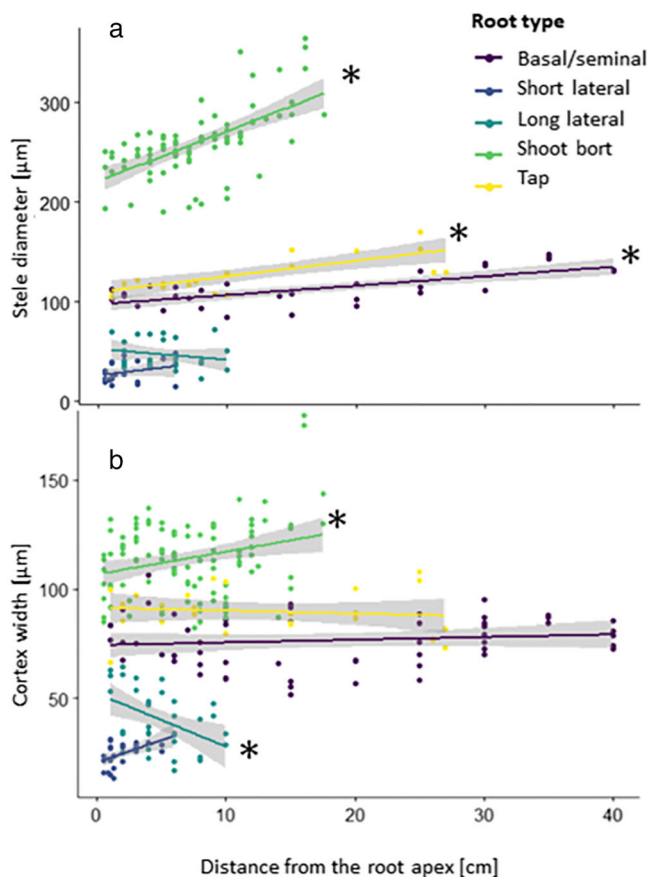 a
Root type
Basal/seminal
Short lateral
Long lateral
Shoot bort
Tap
*
*
*
Stele diameter [µm]
300
200
100
0
b
*
*
Cortex width [µm]
150
100
50
0
10
20
30
40
Distance from the root apex [cm]